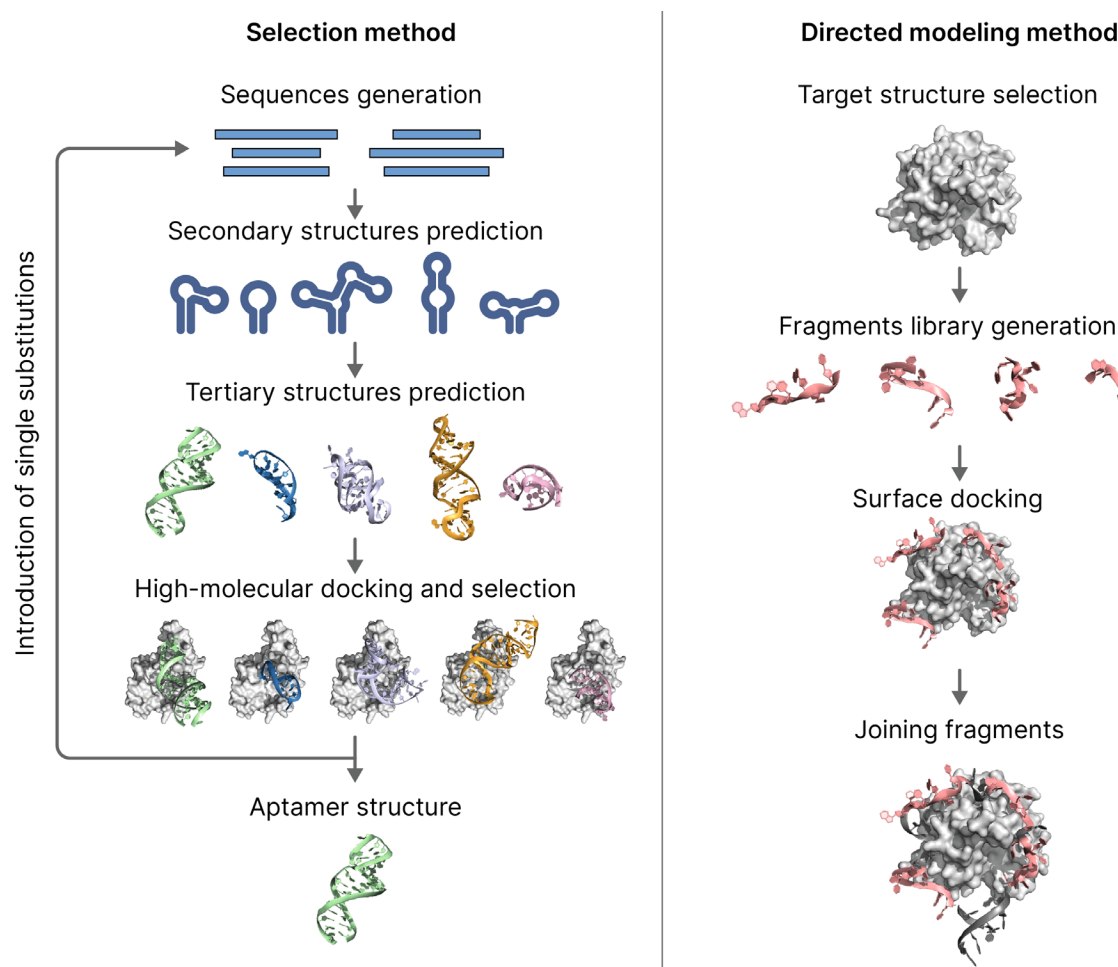 Selection method
Sequences generation
Secondary structures prediction
Tertiary structures prediction
High-molecular docking and selection
Aptamer structure
Introduction of single substitutions
Directed modeling method
Target structure selection
Fragments library generation
Surface docking
Joining fragments